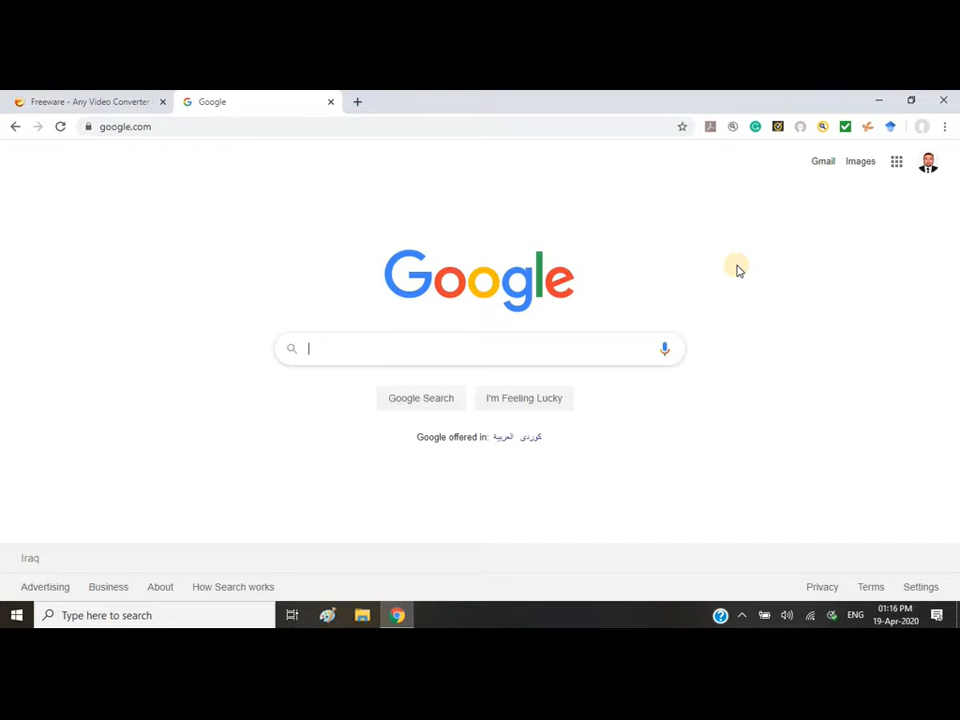 Freeware - Any Video Converter
Google
google.com
Gmail Images
Google
Google Search I'm Feeling Lucky
Google offered in: العربية کوردی
Iraq
Advertising Business About How Search works Privacy Terms Settings
Type here to search
ENG
01:16 PM
19-Apr-2020